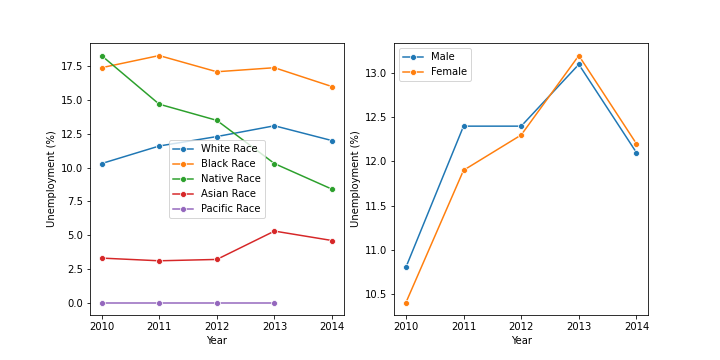 17.5
15.0
12.5
10.0
7.5
5.0
2.5
0.0
Unemployment (%)
White Race
Black Race
Native Race
Asian Race
Pacific Race
2010 2011 2012 2013 2014
Year
Male
Female
13.0
12.5
12.0
11.5
11.0
10.5
Unemployment (%)
2010 2011 2012 2013 2014
Year